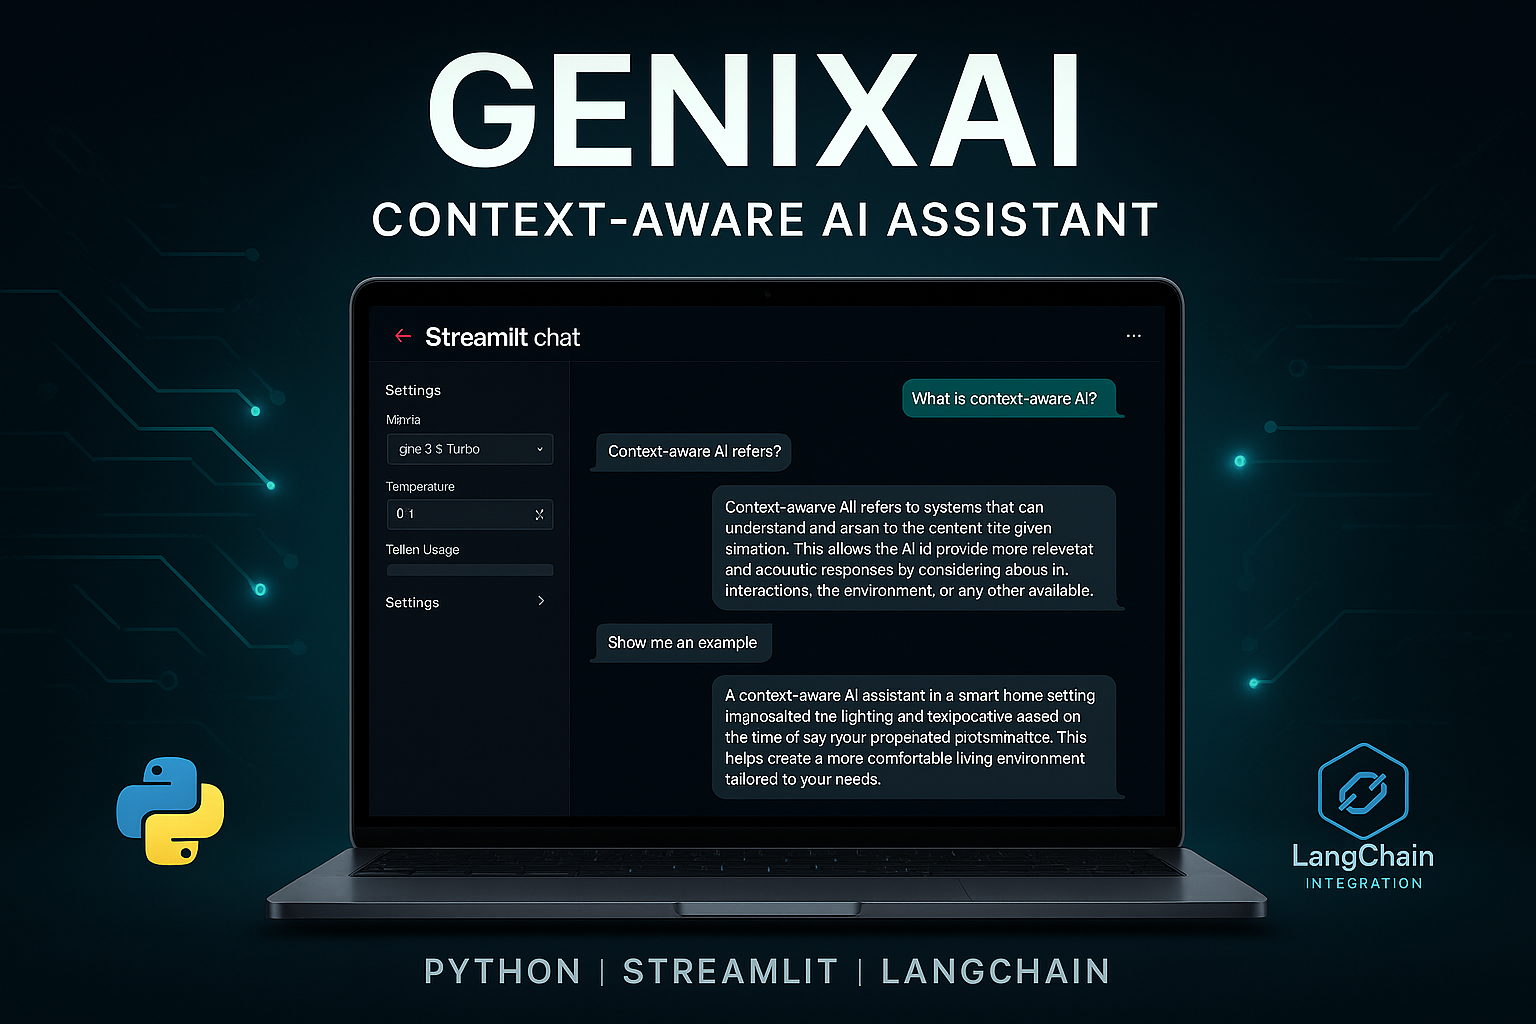 GENIXAI
CONTEXT-AWARE AI ASSISTANT
Streamilt chat
...
Settings
gine 3 $ Turbo
Temperature
0 1
Tellen Usage
Settings
What is context-aware AI?
Context-aware AI refers?
Context-awarve All refers to systems that can
understand and arsan to the centent tite given
simation. This allows the AI id provide more relevetat
and acoutic responses by considering abous in.
interactions, the environment, or any other available.
Show me an example
A context-aware AI assistant in a smart home setting
imgnosalted tne lighting and texipocative aased on
the time of say ryour propenated protsminattce. This
helps create a more comfortable living environment
tailored to your needs.
LangChain
INTEGRATION
PYTHON | STREAMLIT | LANGCHAIN